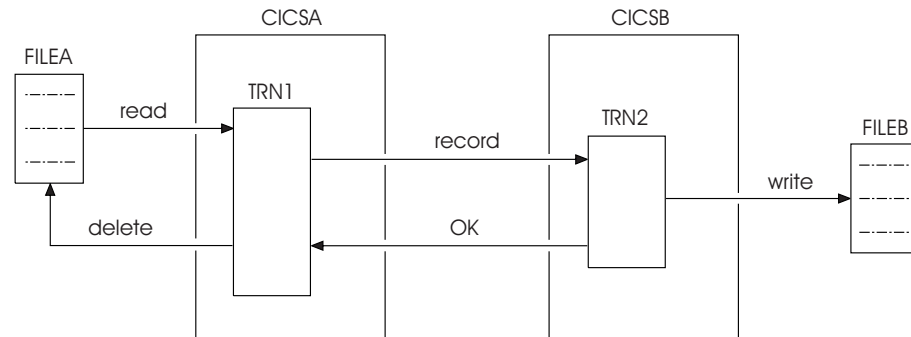 CICSA
CICSB
FILEA
TRN1
TRN2
FILEB
read
record
write
delete
OK